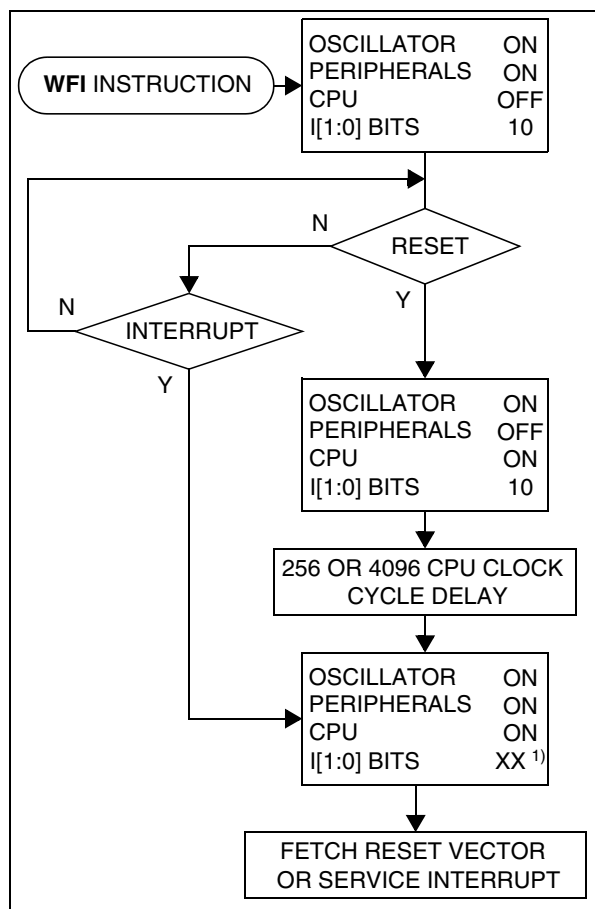 WFI INSTRUCTION
OSCILLATOR ON
PERIPHERALS ON
CPU OFF
I[1:0] BITS 10
N
RESET
N
INTERRUPT
Y
Y
OSCILLATOR ON
PERIPHERALS OFF
CPU ON
I[1:0] BITS 10
256 OR 4096 CPU CLOCK
CYCLE DELAY
OSCILLATOR ON
PERIPHERALS ON
CPU ON
I[1:0] BITS XX 1)
FETCH RESET VECTOR
OR SERVICE INTERRUPT